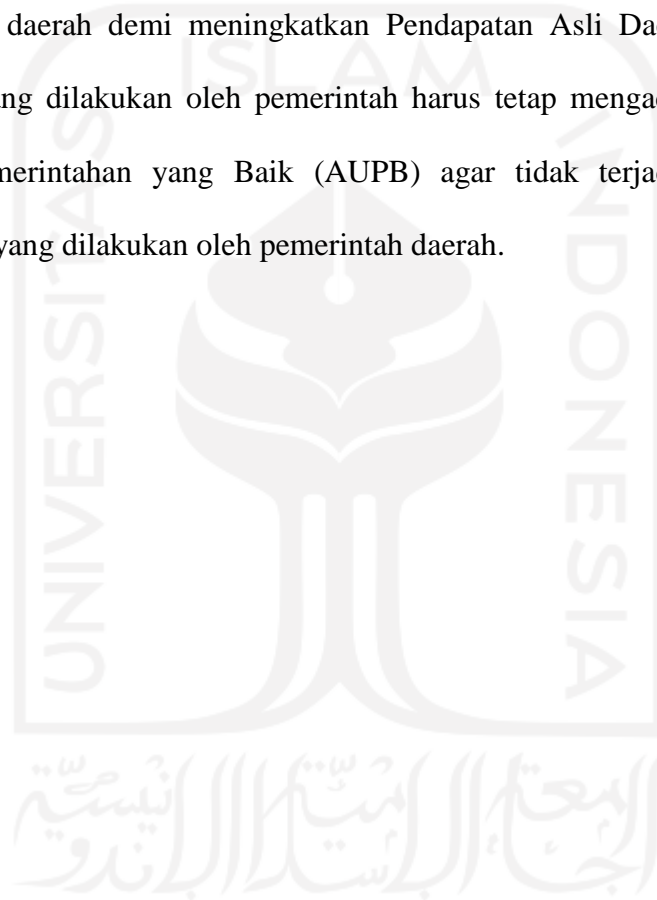 daerah demi meningkatkan Pendapatan Asli Da
ng dilakukan oleh pemerintah harus tetap menga
merintahan yang Baik (AUPB) agar tidak terja
yang dilakukan oleh pemerintah daerah.
ISLAM
UNIVERSITAS
INDONESIA